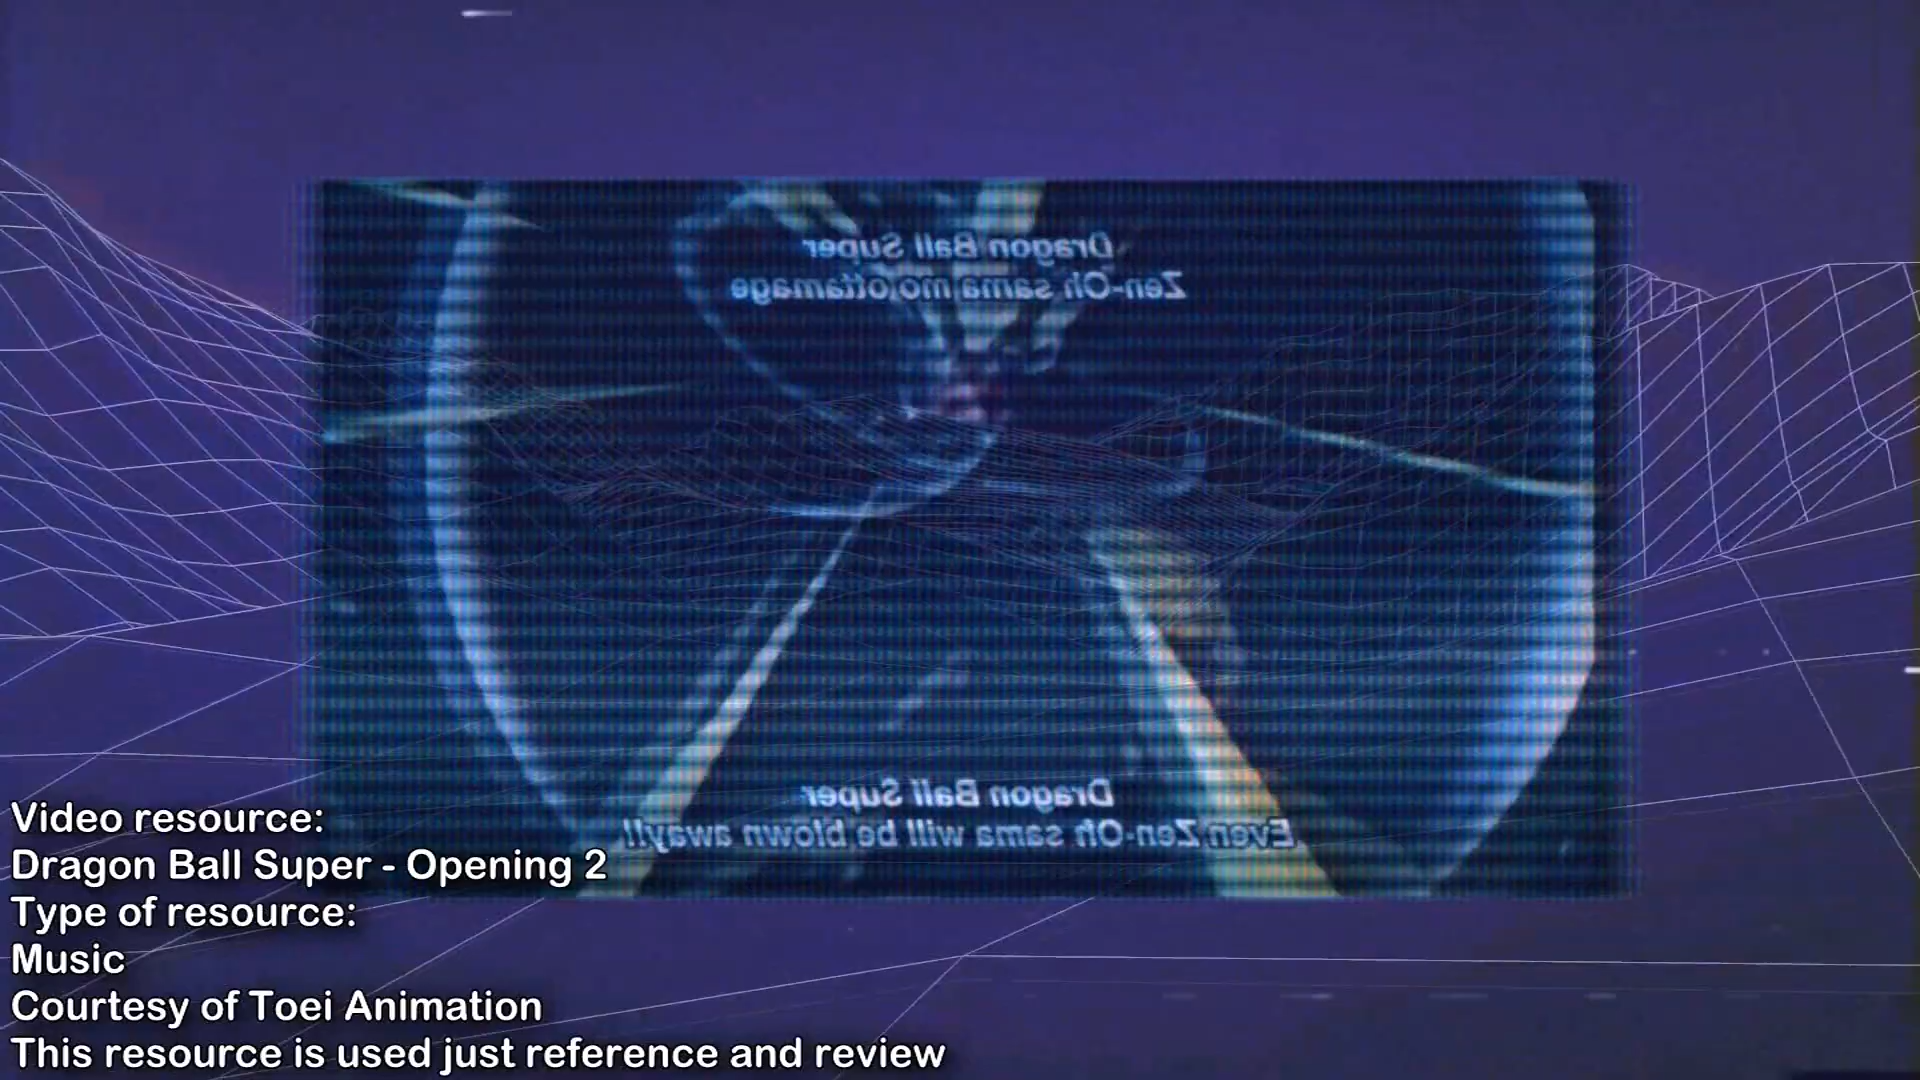 Dragon Ball Super
Zen-Oh sama mo ottamage
Dragon Ball Super
Even Zen-Oh sama will be blown away!!
Video resource:
Dragon Ball Super - Opening 2
Type of resource:
Music
Courtesy of Toei Animation
This resource is used just reference and review